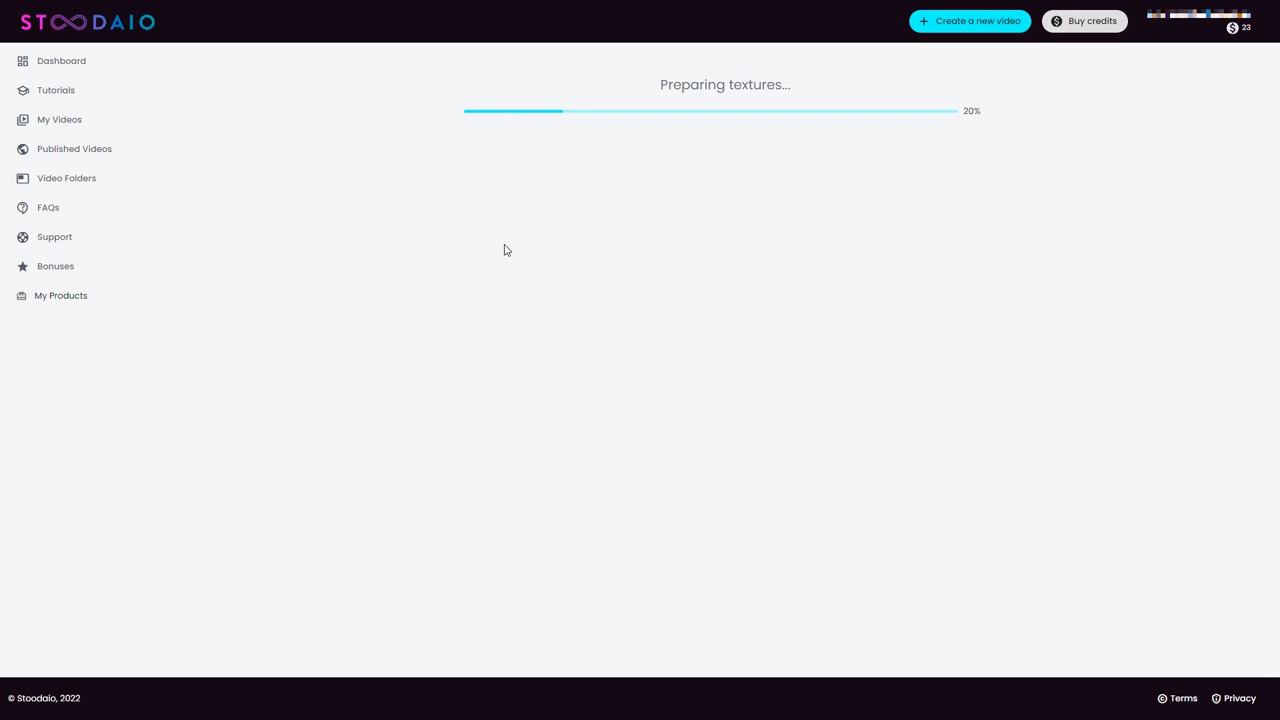 STOODAIO
Create a new video
Buy credits
23
Dashboard
Tutorials
My Videos
Published Videos
Video Folders
FAQs
Support
Bonuses
My Products
Preparing textures...
20%
© Stoodaio, 2022
Terms
Privacy